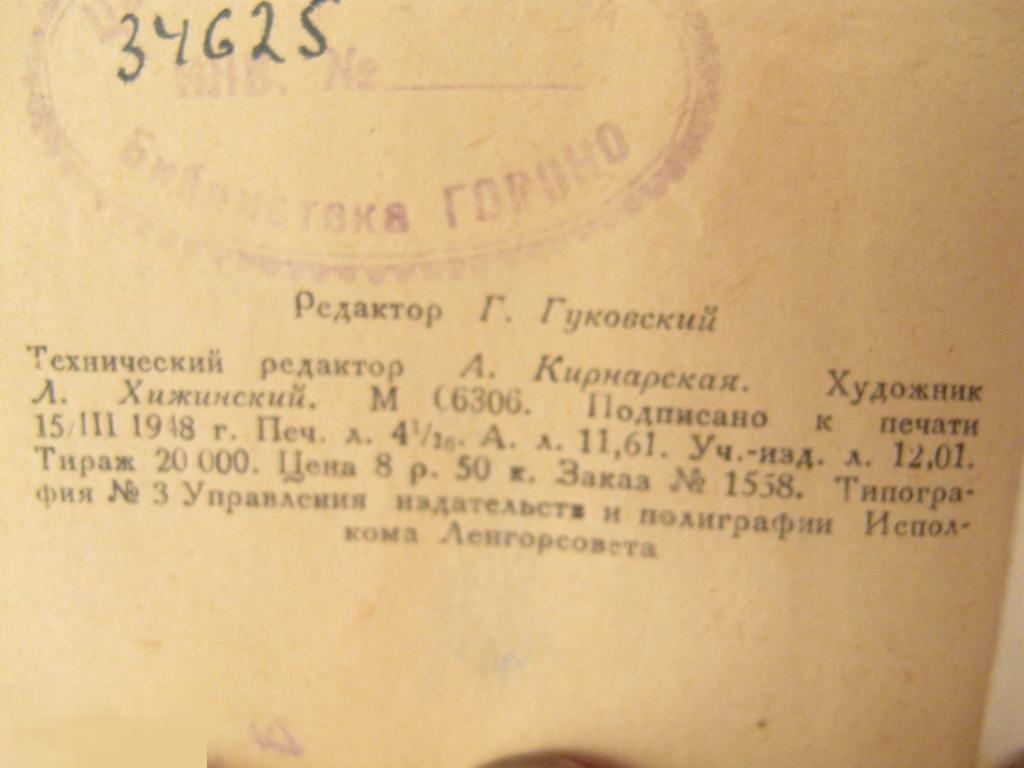 34625
ИНВ. №
Библиотека ГОРОНО
Редактор Г. Гуковский
Технический редактор А. Кирнарская. Художник
Л. Хижинский. М 06306. Подписано к печати
15/III 1948 г. Печ. л. 4¹/₁₆. А. л. 11,61. Уч.-изд. л. 12,01.
Тираж 20 000. Цена 8 р. 50 к. Заказ № 1558. Типогра-
фия № 3 Управления издательств и полиграфии Испол-
кома Ленгорсовета